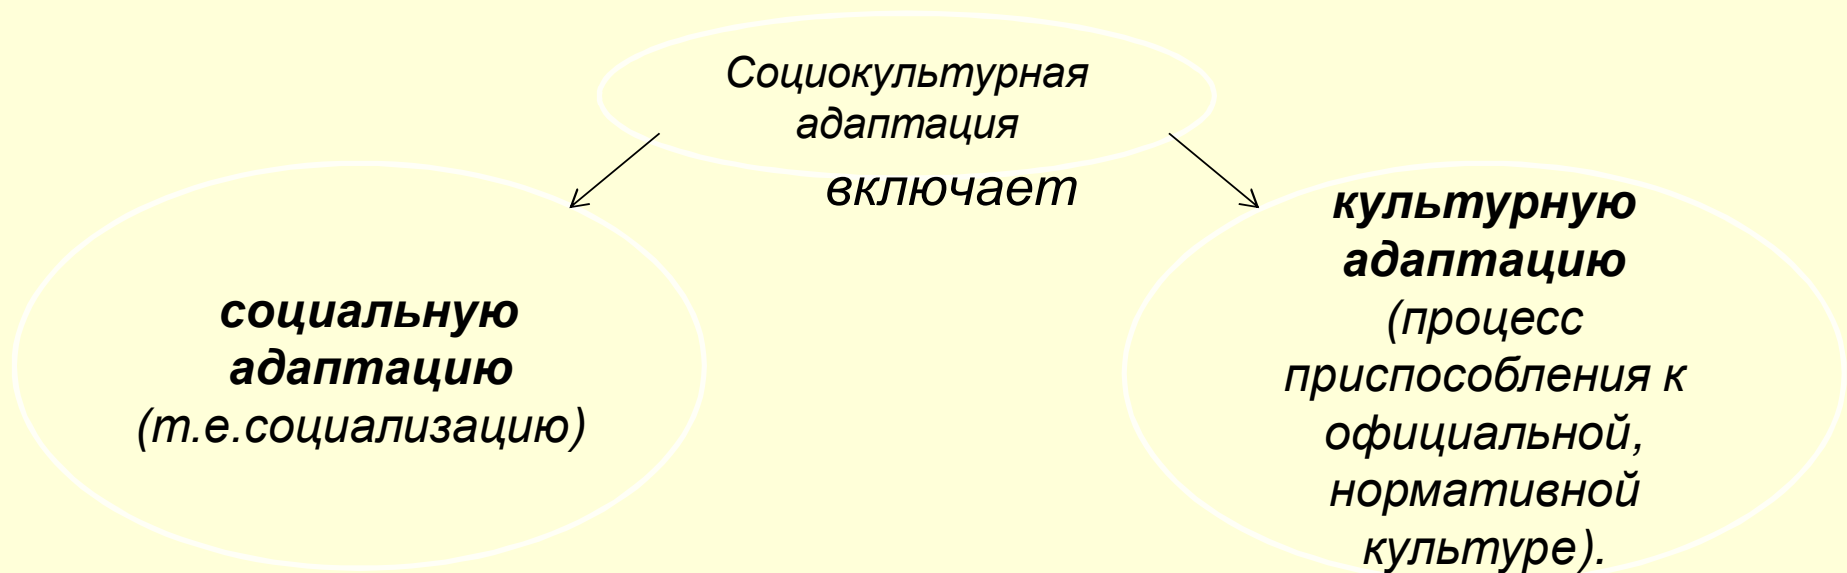 Социокультурная
адаптация
включает
социальную
адаптацию
(т.е.социализацию)
культурную
адаптацию
(процесс
приспособления к
официальной,
нормативной
культуре).